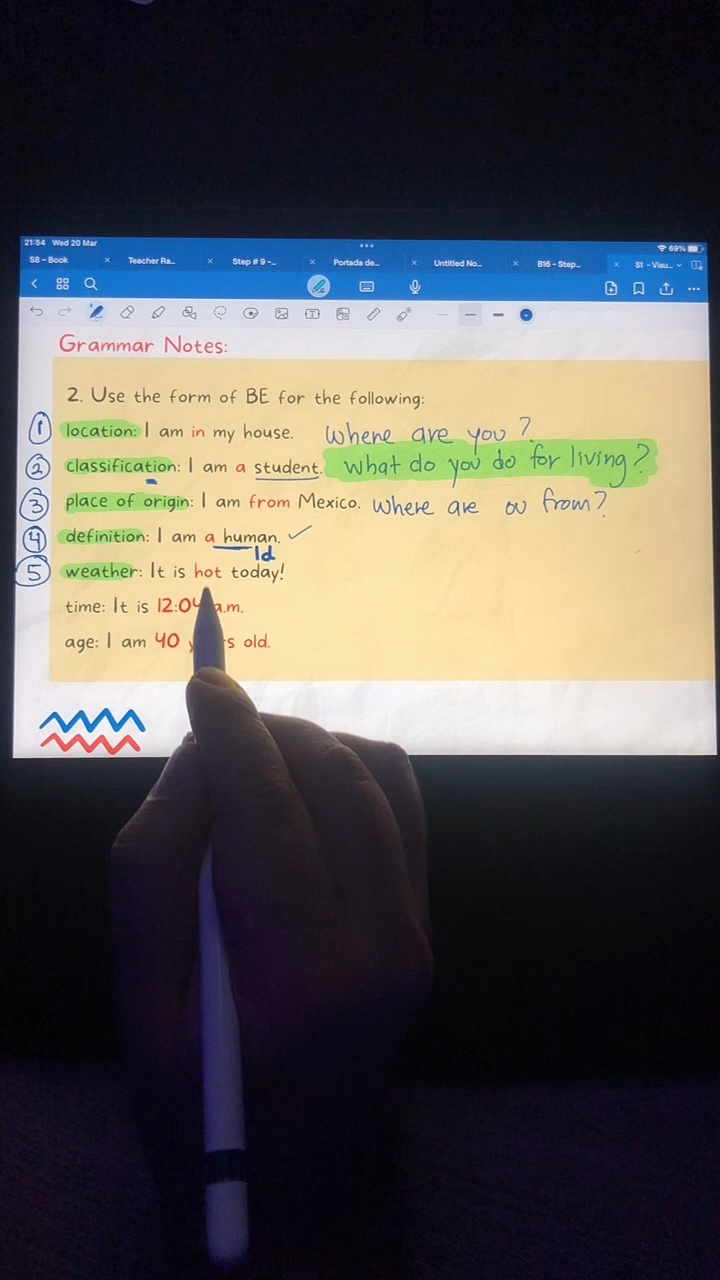 21:54 Wed 20 Mar
69%
S8 – Book
Teacher Ra...
Step # 9 –...
Portada de...
Untitled No...
B16 – Step...
S1 – Visu...
Grammar Notes:
2. Use the form of BE for the following:
1 location: I am in my house. Where are you?
2 classification: I am a student. What do you do for living?
3 place of origin: I am from Mexico. Where are ou from?
4 definition: I am a human.
ld
5 weather: It is hot today!
time: It is 12:04 a.m.
age: I am 40 y s old.